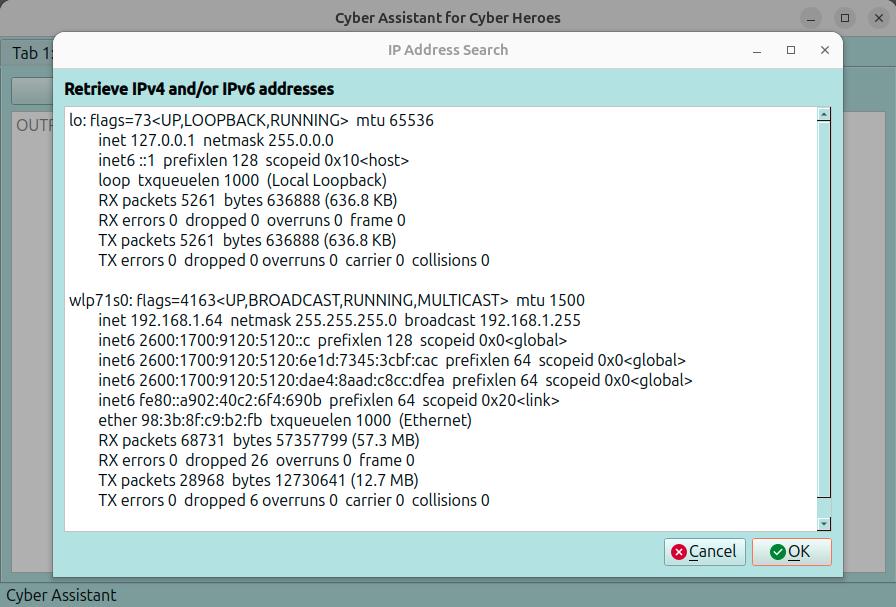 Cyber Assistant for Cyber Heroes
Tab 1:
IP Address Search
Retrieve IPv4 and/or IPv6 addresses
OUTF
lo: flags=73<UP,LOOPBACK,RUNNING> mtu 65536
inet 127.0.0.1 netmask 255.0.0.0
inet6 ::1 prefixlen 128 scopeid 0x10<host>
loop txqueuelen 1000 (Local Loopback)
RX packets 5261 bytes 636888 (636.8 KB)
RX errors 0 dropped 0 overruns 0 frame 0
TX packets 5261 bytes 636888 (636.8 KB)
TX errors 0 dropped 0 overruns 0 carrier 0 collisions 0
wlp71s0: flags=4163<UP,BROADCAST,RUNNING,MULTICAST> mtu 1500
inet 192.168.1.64 netmask 255.255.255.0 broadcast 192.168.1.255
inet6 2600:1700:9120:5120::c prefixlen 128 scopeid 0x0<global>
inet6 2600:1700:9120:5120:6e1d:7345:3cbf:cac prefixlen 64 scopeid 0x0<global>
inet6 2600:1700:9120:5120:dae4:8aad:c8cc:dfea prefixlen 64 scopeid 0x0<global>
inet6 fe80::a902:40c2:6f4:690b prefixlen 64 scopeid 0x20<link>
ether 98:3b:8f:c9:b2:fb txqueuelen 1000 (Ethernet)
RX packets 68731 bytes 57357799 (57.3 MB)
RX errors 0 dropped 26 overruns 0 frame 0
TX packets 28968 bytes 12730641 (12.7 MB)
TX errors 0 dropped 6 overruns 0 carrier 0 collisions 0
Cancel
OK
Cyber Assistant